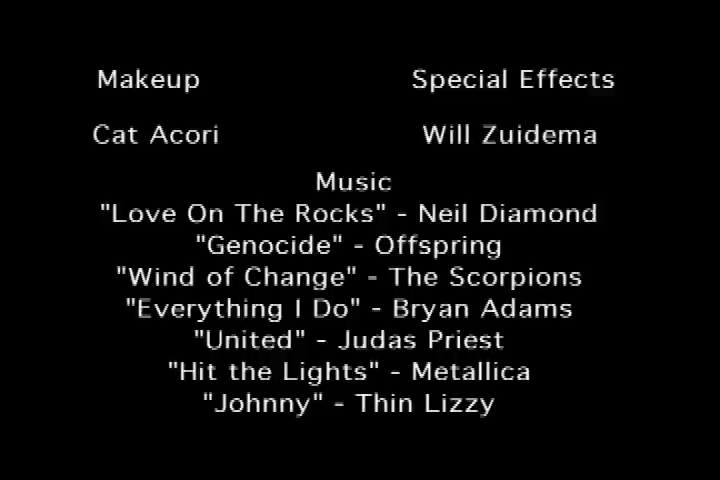 Makeup Special Effects
Cat Acori Will Zuidema
Music
"Love On The Rocks" - Neil Diamond
"Genocide" - Offspring
"Wind of Change" - The Scorpions
"Everything I Do" - Bryan Adams
"United" - Judas Priest
"Hit the Lights" - Metallica
"Johnny" - Thin Lizzy